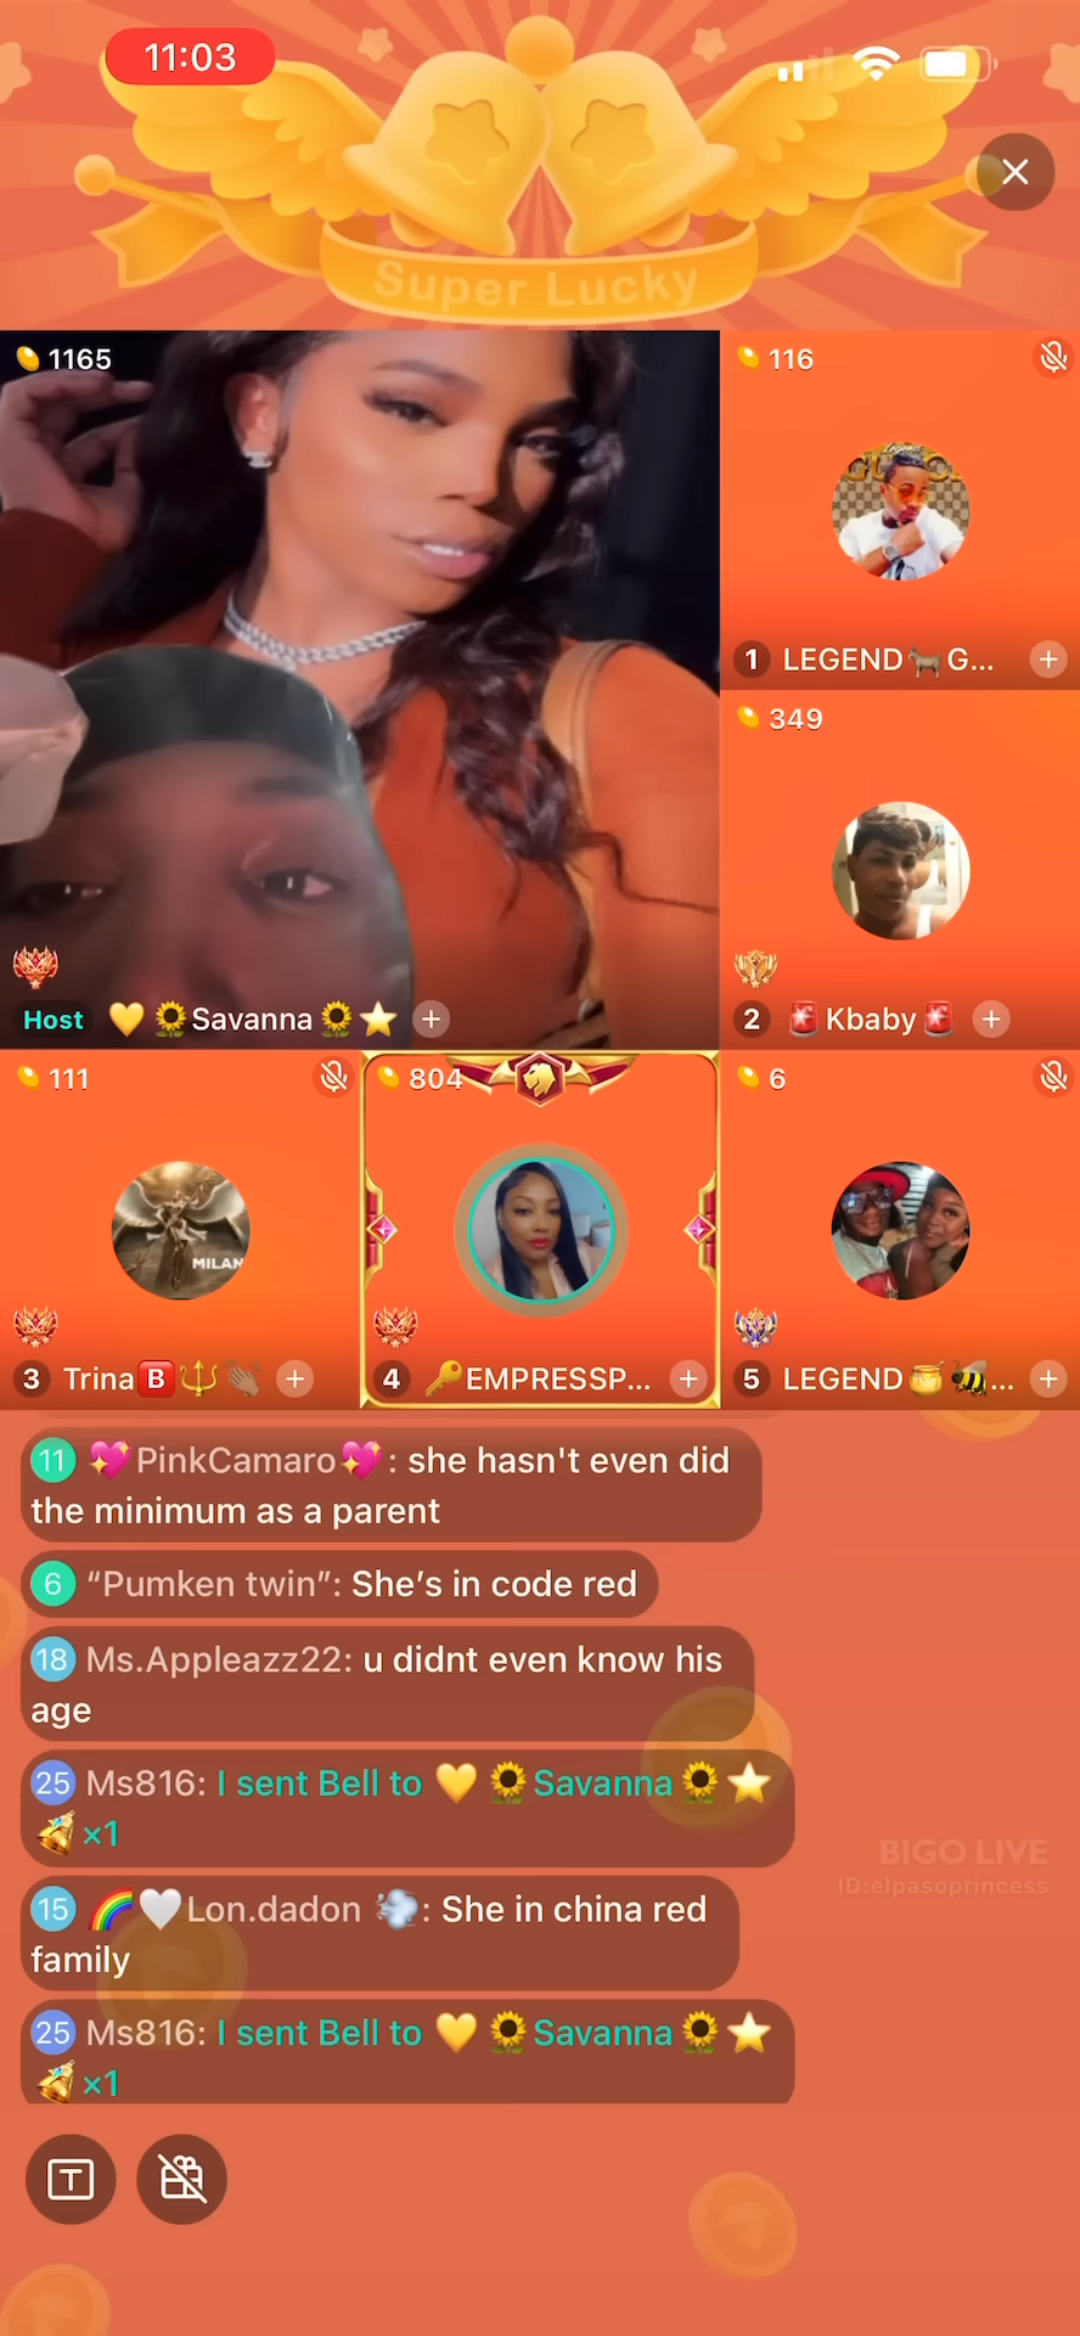 11:03
Super Lucky
1165
116
1 LEGEND🐐G...
349
Host 💛🌻Savanna🌻⭐
2 🚨Kbaby🚨
111
804
6
MILAN
3 Trina🅱️🔱👏🏽
4 🔑EMPRESSP...
5 LEGEND🍯🐝...
11 💖PinkCamaro💖: she hasn't even did
the minimum as a parent
6 “Pumken twin”: She’s in code red
18 Ms.Appleazz22: u didnt even know his
age
25 Ms816: I sent Bell to 💛🌻Savanna🌻⭐
×1
BIGO LIVE
ID:elpasoprincess
15 🌈🤍Lon.dadon 💨: She in china red
family
25 Ms816: I sent Bell to 💛🌻Savanna🌻⭐
×1
T